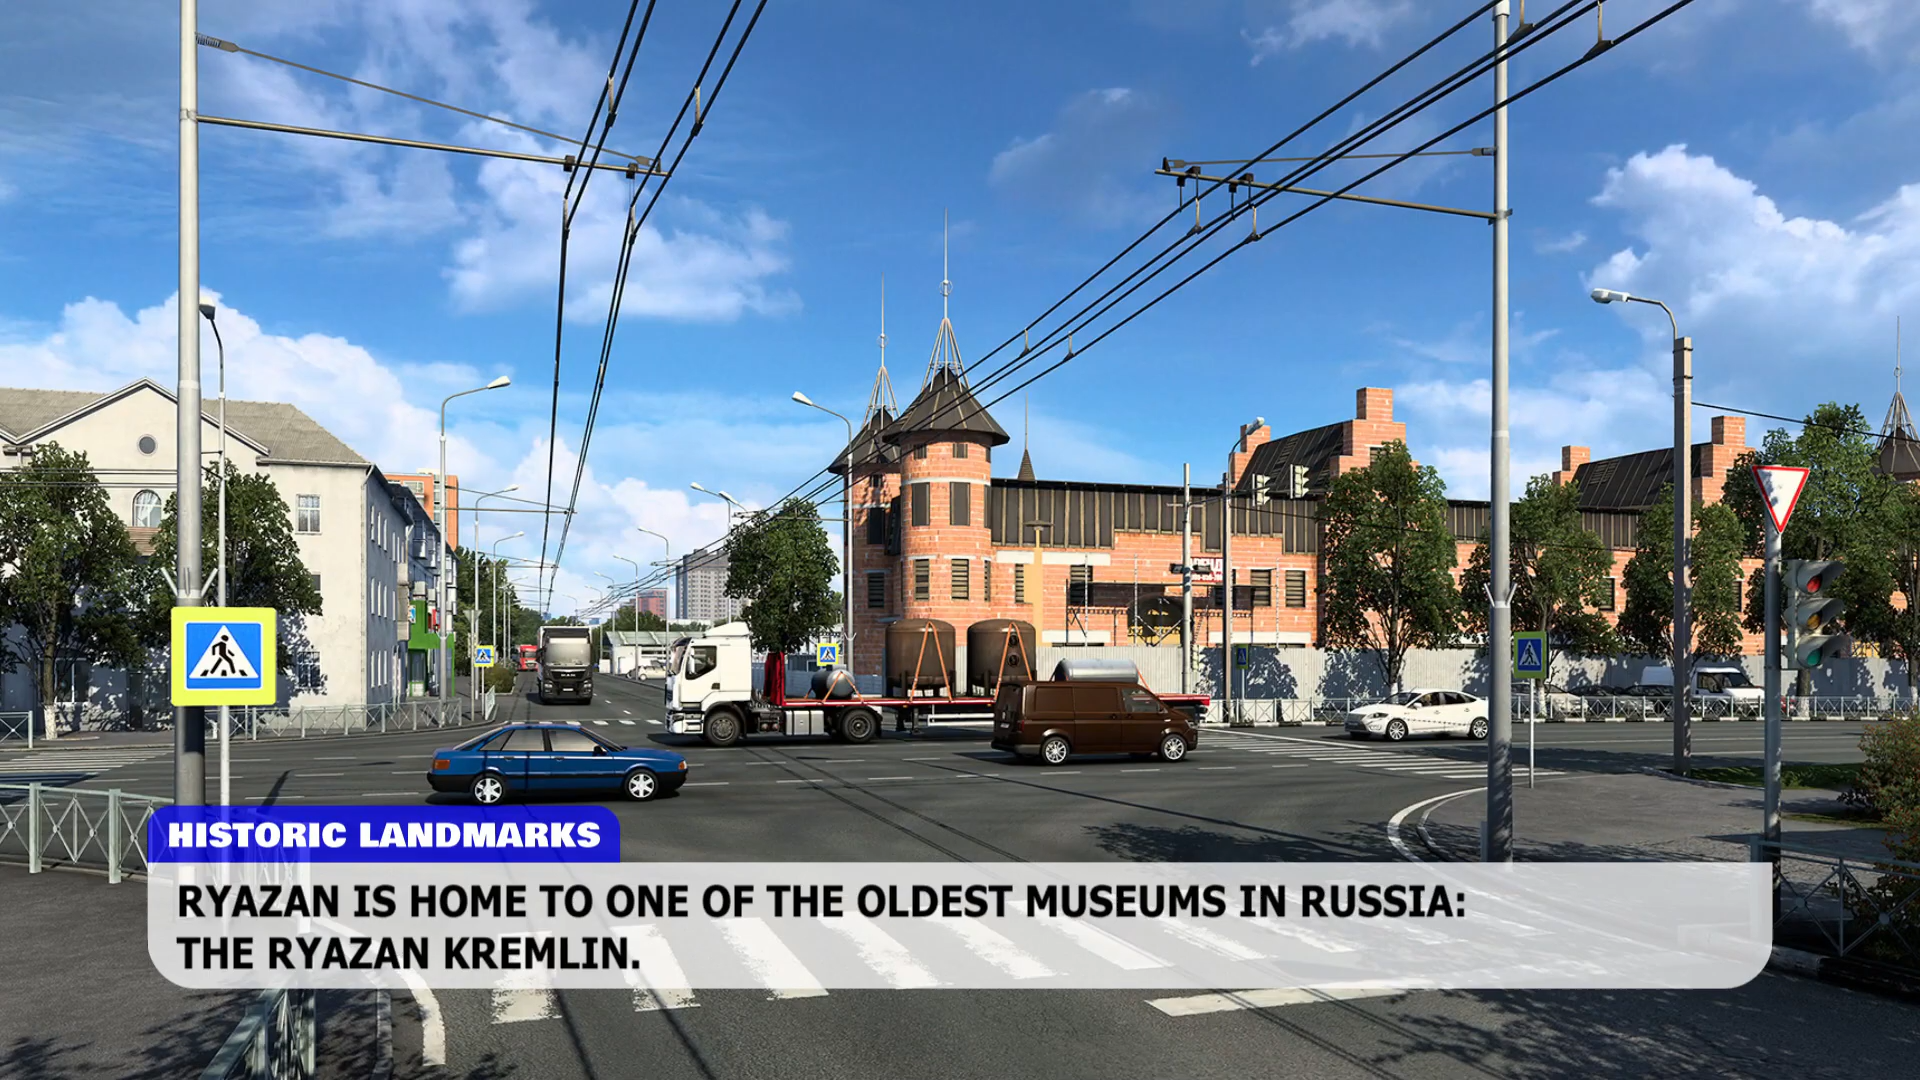 HISTORIC LANDMARKS
RYAZAN IS HOME TO ONE OF THE OLDEST MUSEUMS IN RUSSIA:
THE RYAZAN KREMLIN.